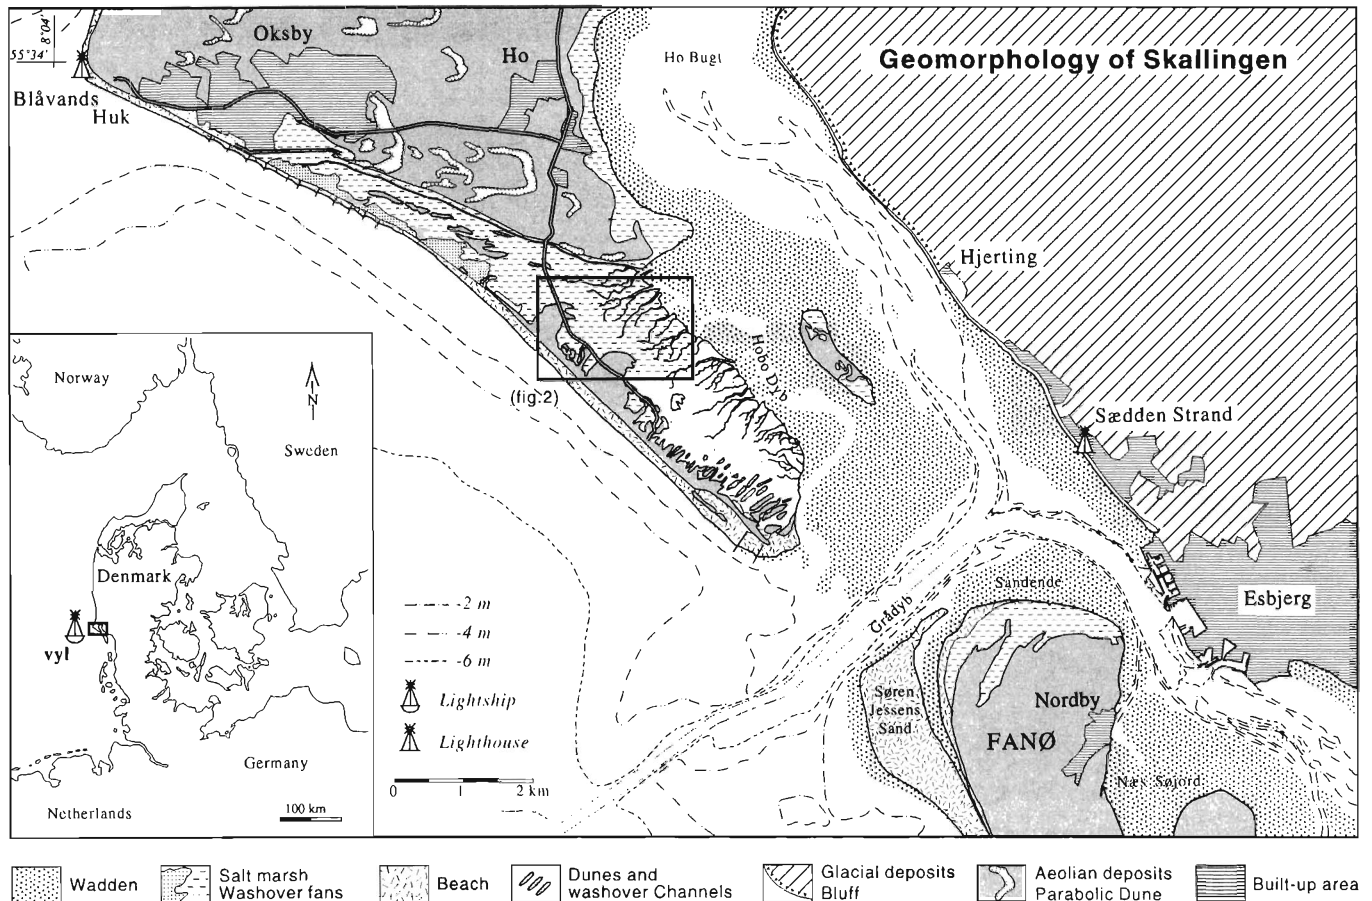 Geomorphology of Skallingen
8°04'
55°34'
Blåvands
Huk
Oksby
Ho
Ho Bugt
Hjerting
Hobo Dyb
(fig.2)
Sædden Strand
Esbjerg
Sandende
Grådyb
Søren
Jessens
Sand
Nordby
FANØ
Næs Søjord
Norway
N
Sweden
Denmark
vyl
Germany
Netherlands
100 km
-2 m
-4 m
-6 m
Lightship
Lighthouse
0 1 2 km
Wadden
Salt marsh
Washover fans
Beach
Dunes and
washover Channels
Glacial deposits
Bluff
Aeolian deposits
Parabolic Dune
Built-up area